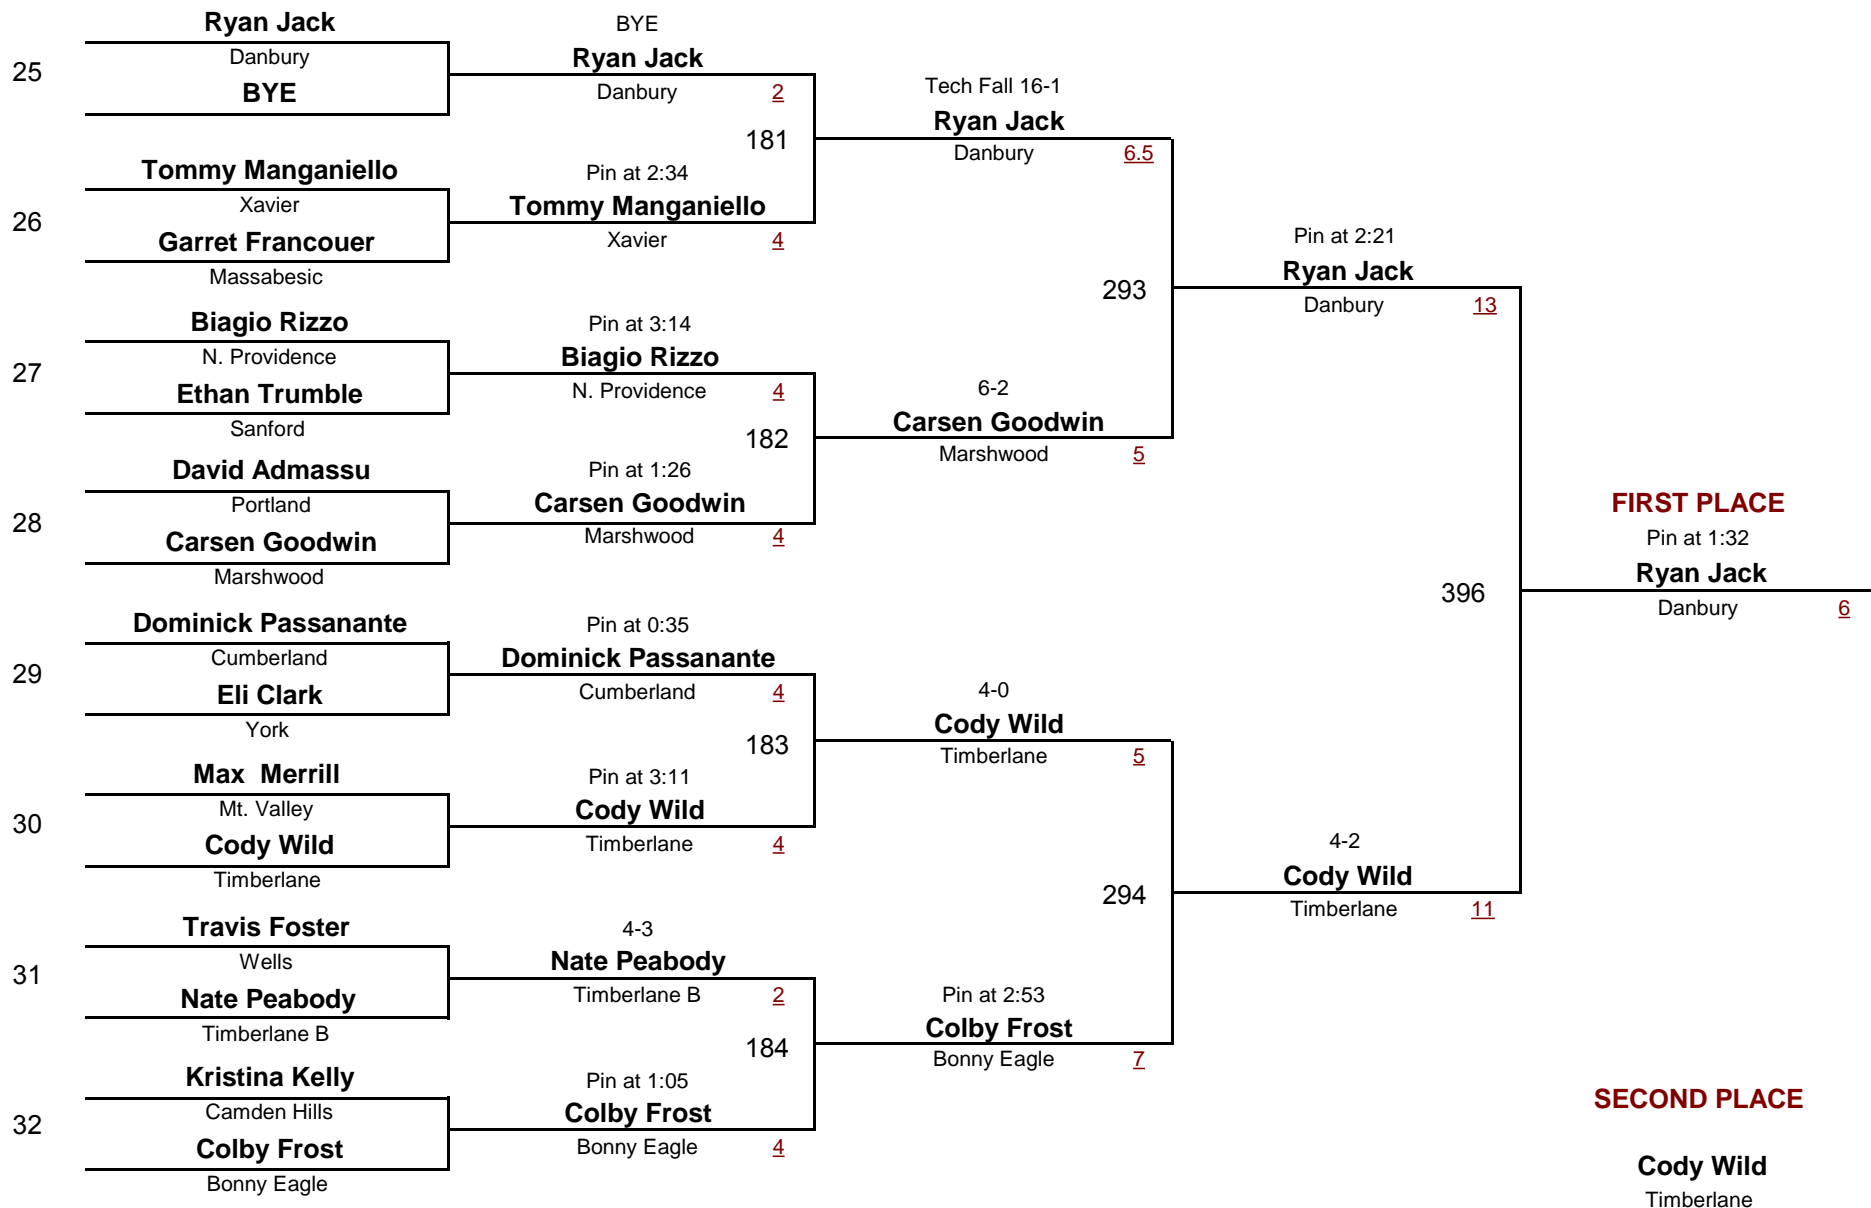 Ryan Jack
Danbury
25
BYE
Tommy Manganiello
Xavier
26
Garret Francouer
Massabesic
Biagio Rizzo
N. Providence
27
Ethan Trumble
Sanford
David Admassu
Portland
28
Carsen Goodwin
Marshwood
Dominick Passanante
Cumberland
29
Eli Clark
York
Max  Merrill
Mt. Valley
30
Cody Wild
Timberlane
Travis Foster
Wells
31
Nate Peabody
Timberlane B
Kristina Kelly
Camden Hills
32
Colby Frost
Bonny Eagle
BYE
Ryan Jack
Danbury 2
181
Pin at 2:34
Tommy Manganiello
Xavier 4
Pin at 3:14
Biagio Rizzo
N. Providence 4
182
Pin at 1:26
Carsen Goodwin
Marshwood 4
Pin at 0:35
Dominick Passanante
Cumberland 4
183
Pin at 3:11
Cody Wild
Timberlane 4
4-3
Nate Peabody
Timberlane B 2
184
Pin at 1:05
Colby Frost
Bonny Eagle 4
Tech Fall 16-1
Ryan Jack
Danbury 6.5
293
6-2
Carsen Goodwin
Marshwood 5
4-0
Cody Wild
Timberlane 5
294
Pin at 2:53
Colby Frost
Bonny Eagle 7
Pin at 2:21
Ryan Jack
Danbury 13
396
4-2
Cody Wild
Timberlane 11
FIRST PLACE
Pin at 1:32
Ryan Jack
Danbury 6
SECOND PLACE
Cody Wild
Timberlane